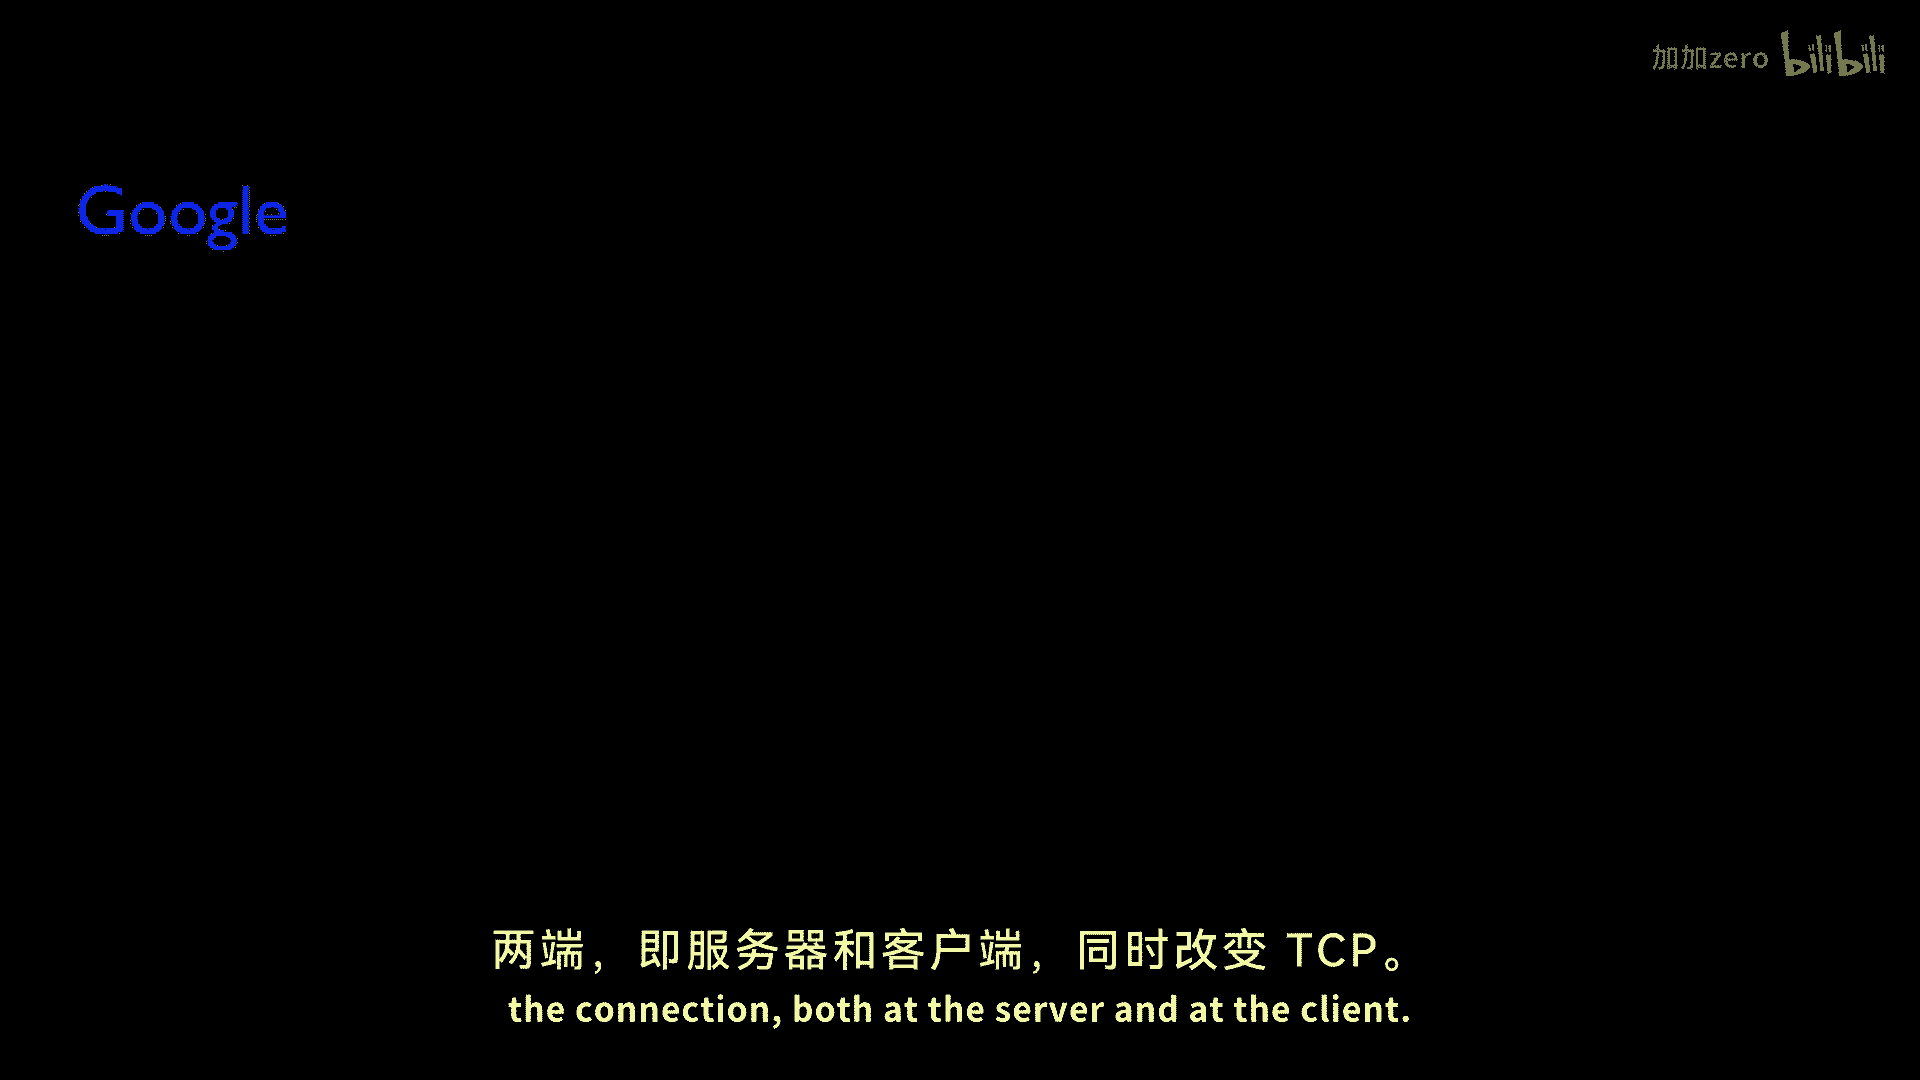 加加zero bilibili
Google
两端，即服务器和客户端，同时改变 TCP。
the connection, both at the server and at the client.